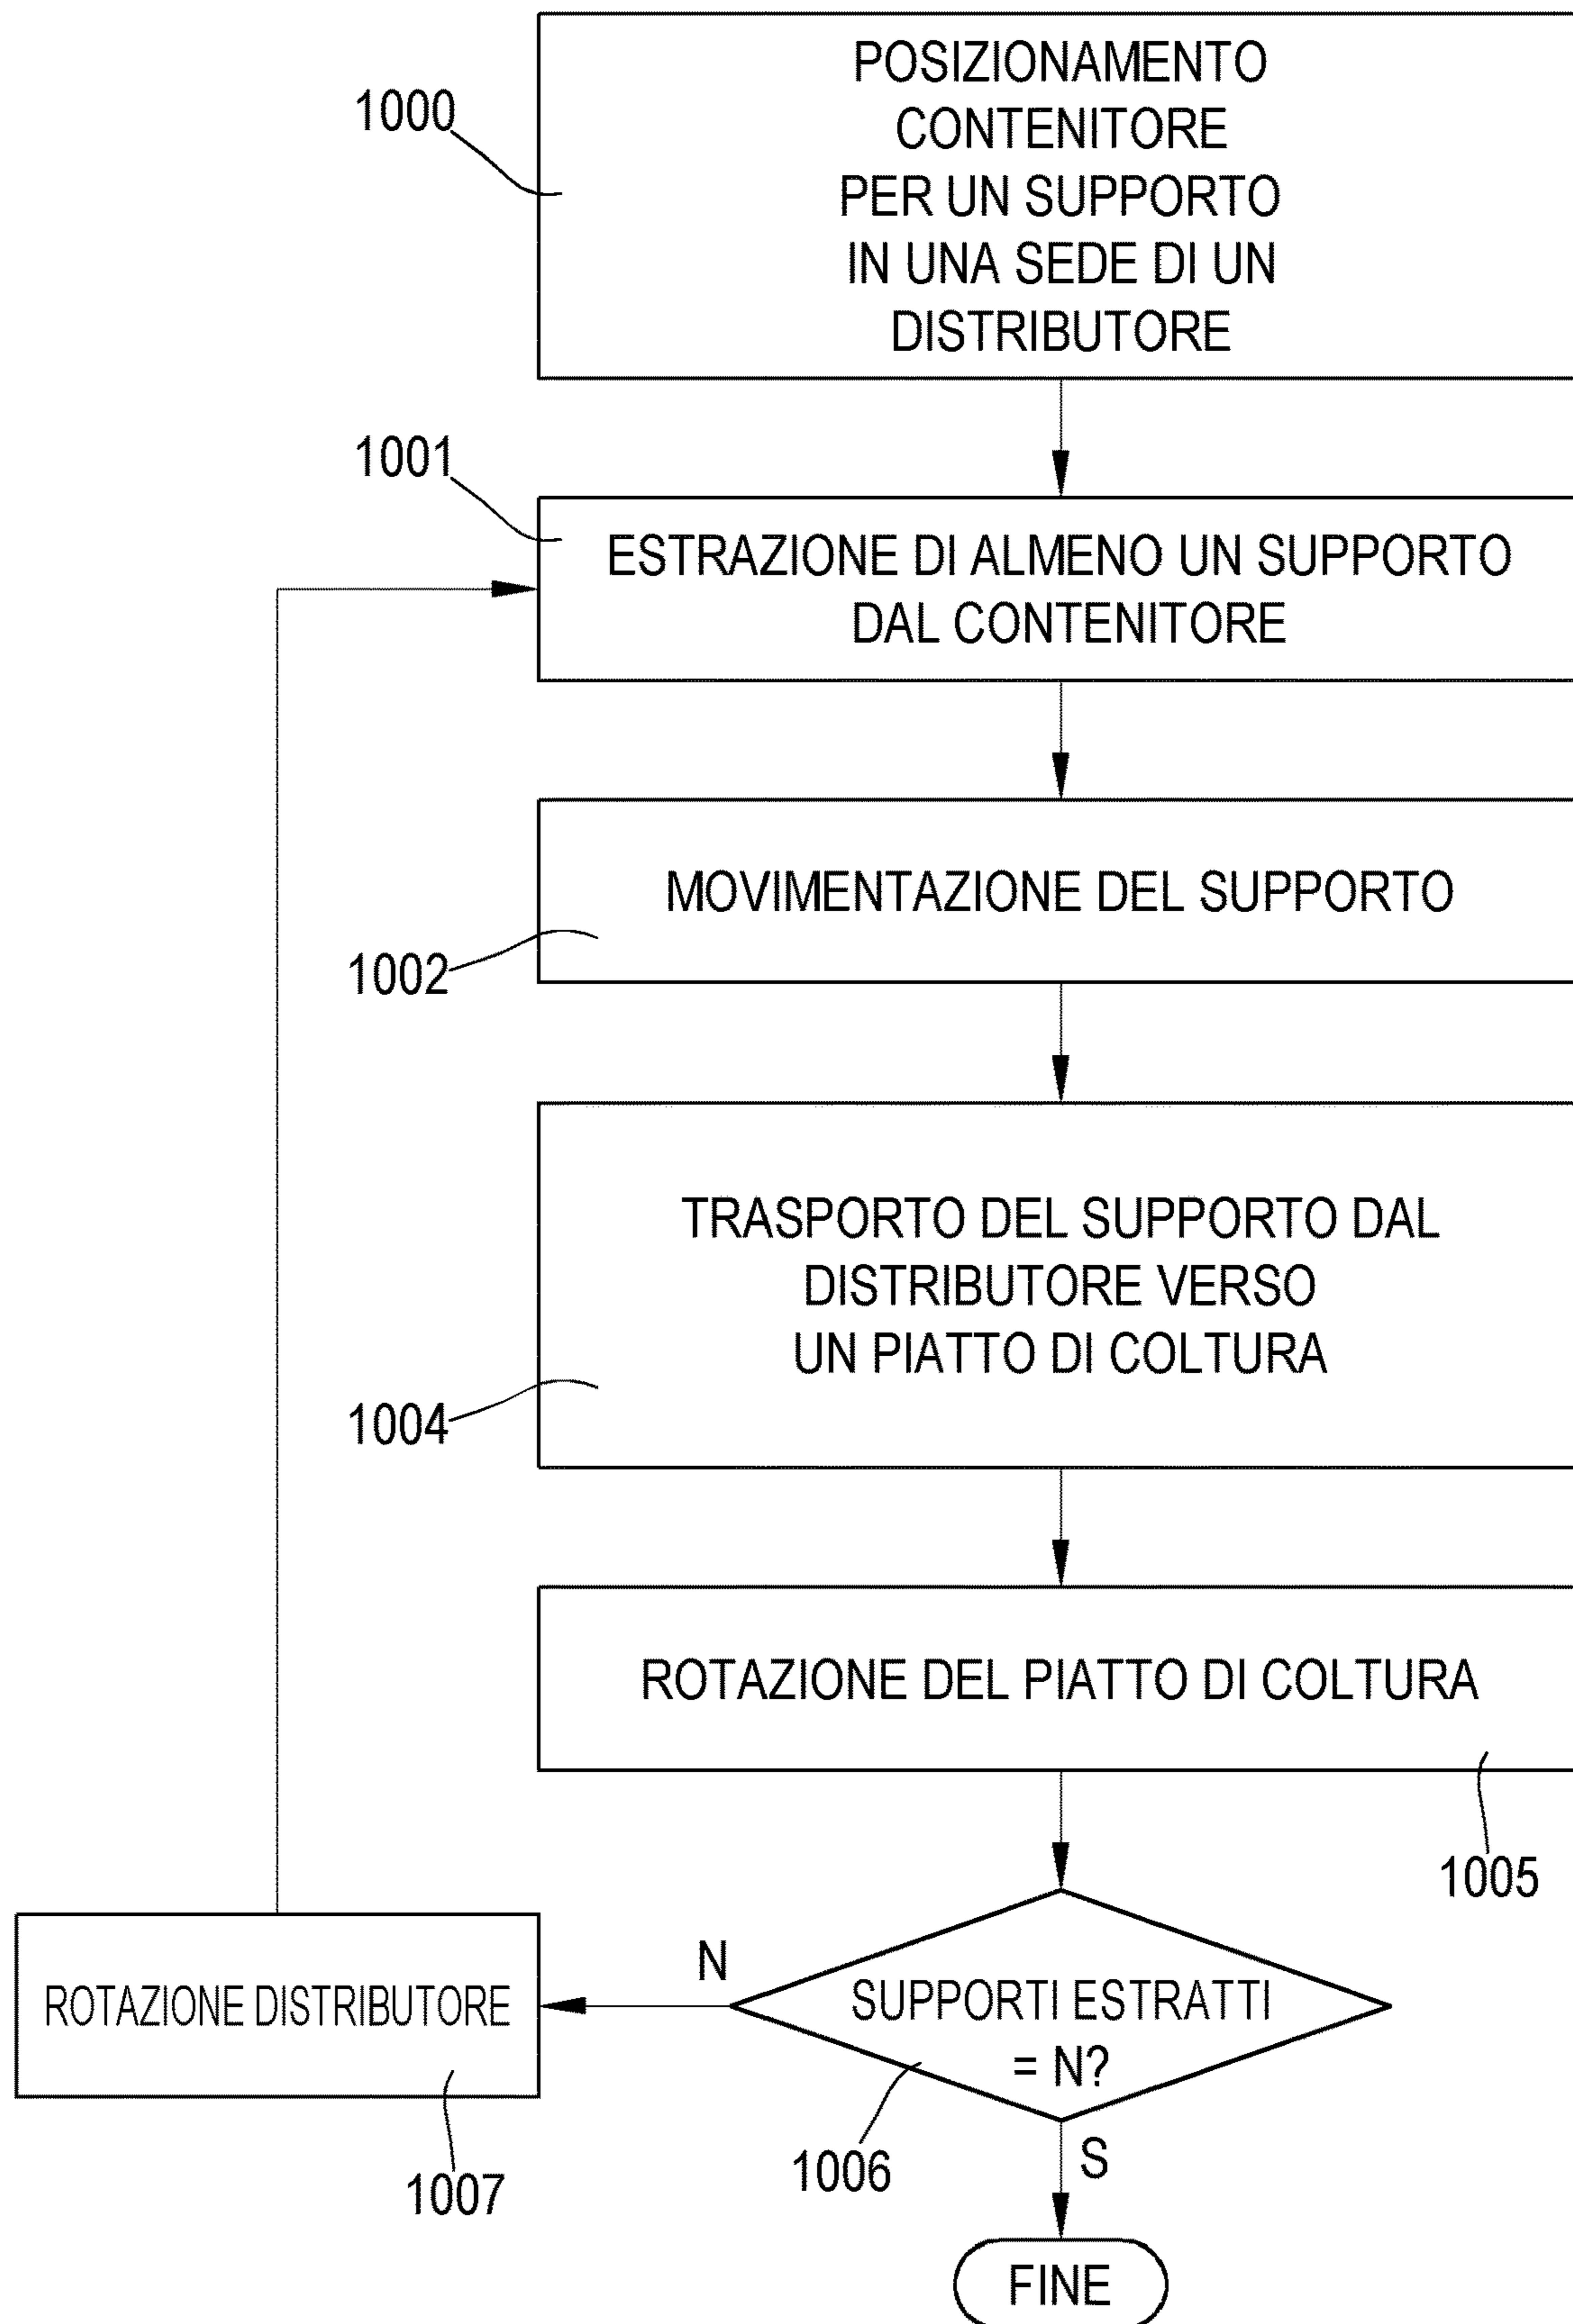 POSIZIONAMENTO
CONTENITORE
PER UN SUPPORTO
IN UNA SEDE DI UN
DISTRIBUTORE
1000
1001
ESTRAZIONE DI ALMENO UN SUPPORTO
DAL CONTENITORE
MOVIMENTAZIONE DEL SUPPORTO
1002
TRASPORTO DEL SUPPORTO DAL
DISTRIBUTORE VERSO
UN PIATTO DI COLTURA
1004
ROTAZIONE DEL PIATTO DI COLTURA
1005
N
ROTAZIONE DISTRIBUTORE
SUPPORTI ESTRATTI
= N?
1006
1007
S
FINE